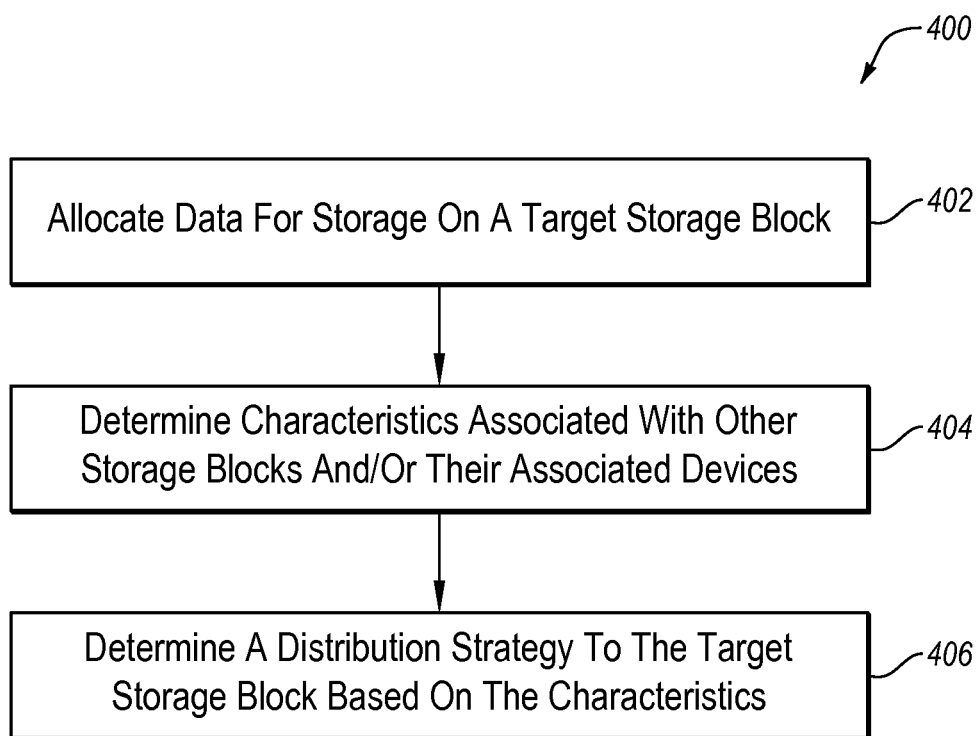 400
Allocate Data For Storage On A Target Storage Block
402
Determine Characteristics Associated With Other
Storage Blocks And/Or Their Associated Devices
404
Determine A Distribution Strategy To The Target
Storage Block Based On The Characteristics
406